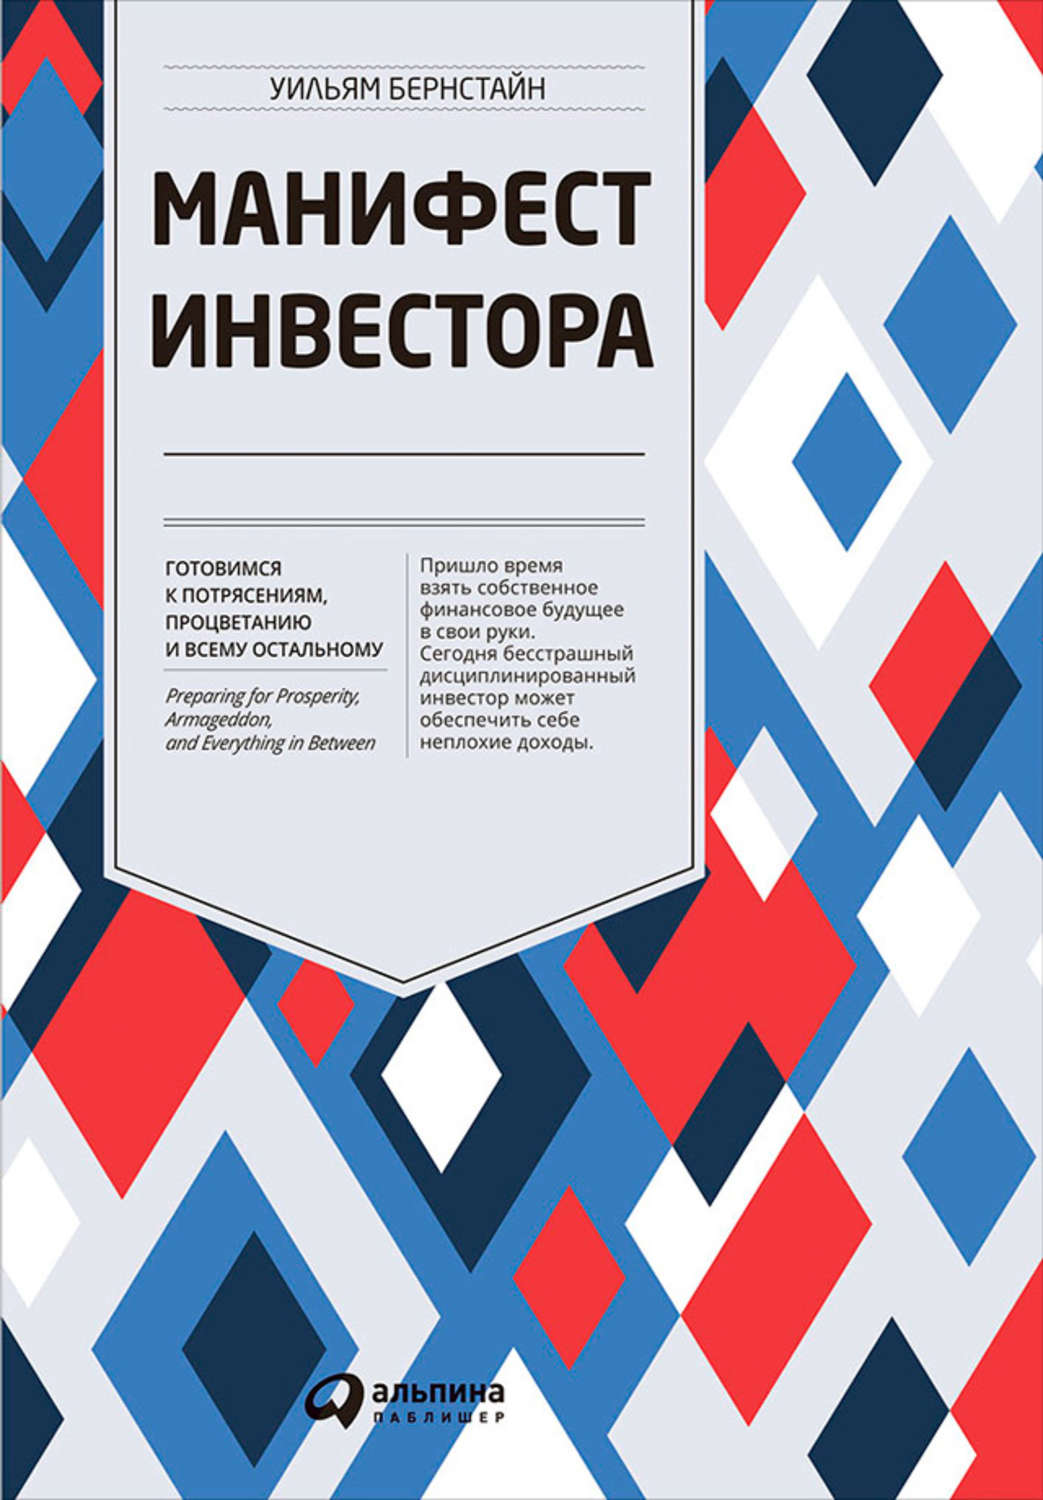 УИЛЬЯМ БЕРНСТАЙН
МАНИФЕСТ
ИНВЕСТОРА
ГОТОВИМСЯ
К ПОТРЯСЕНИЯМ,
ПРОЦВЕТАНИЮ
И ВСЕМУ ОСТАЛЬНОМУ
Preparing for Prosperity,
Armageddon,
and Everything in Between
Пришло время
взять собственное
финансовое будущее
в свои руки.
Сегодня бесстрашный
дисциплинированный
инвестор может
обеспечить себе
неплохие доходы.
альпина
ПАБЛИШЕР